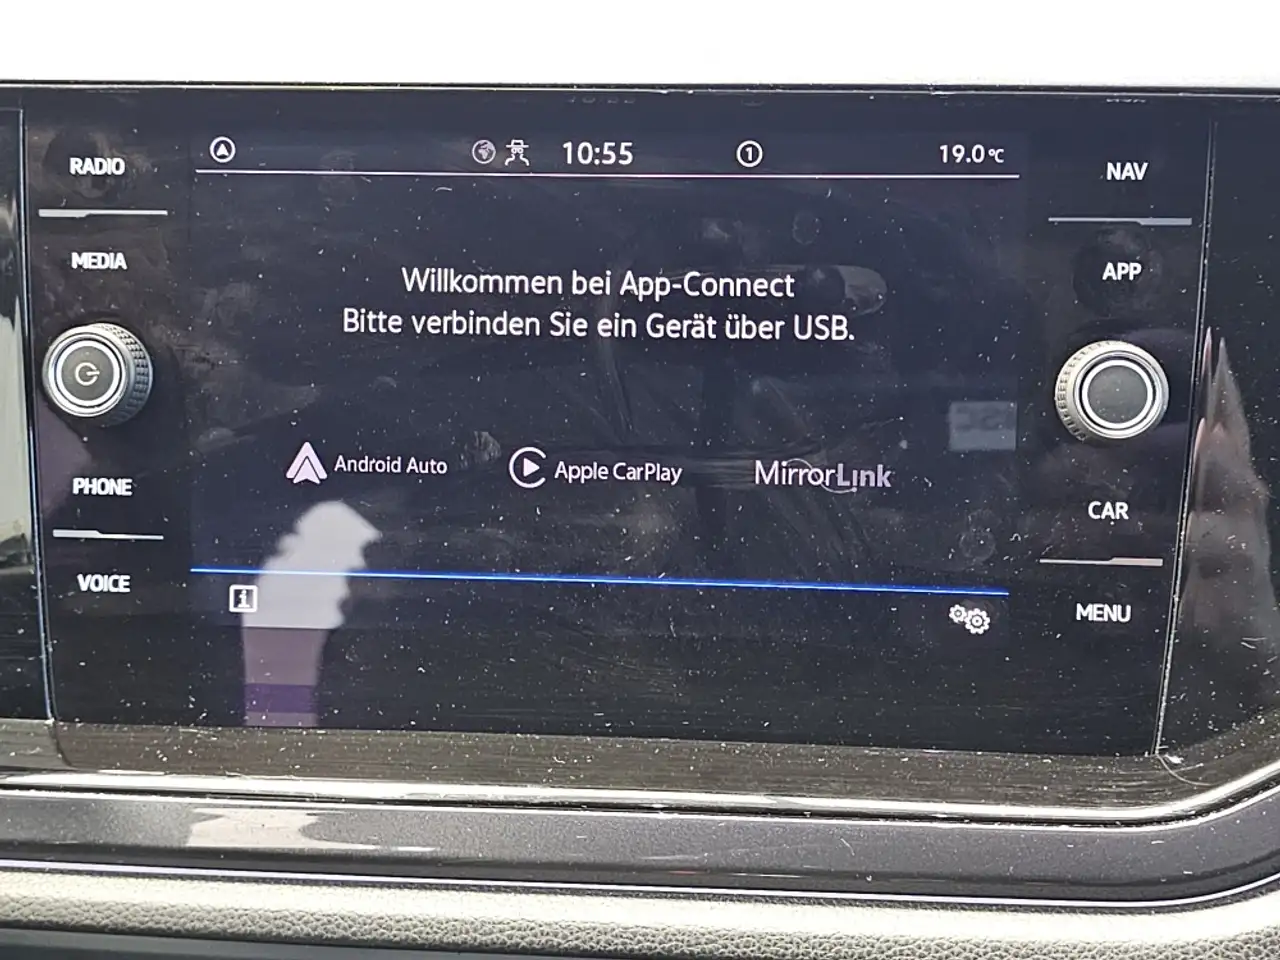 RADIO
MEDIA
PHONE
VOICE
10:55
1
19.0°C
Willkommen bei App-Connect
Bitte verbinden Sie ein Gerät über USB.
Android Auto
Apple CarPlay
MirrorLink
i
NAV
APP
CAR
MENU